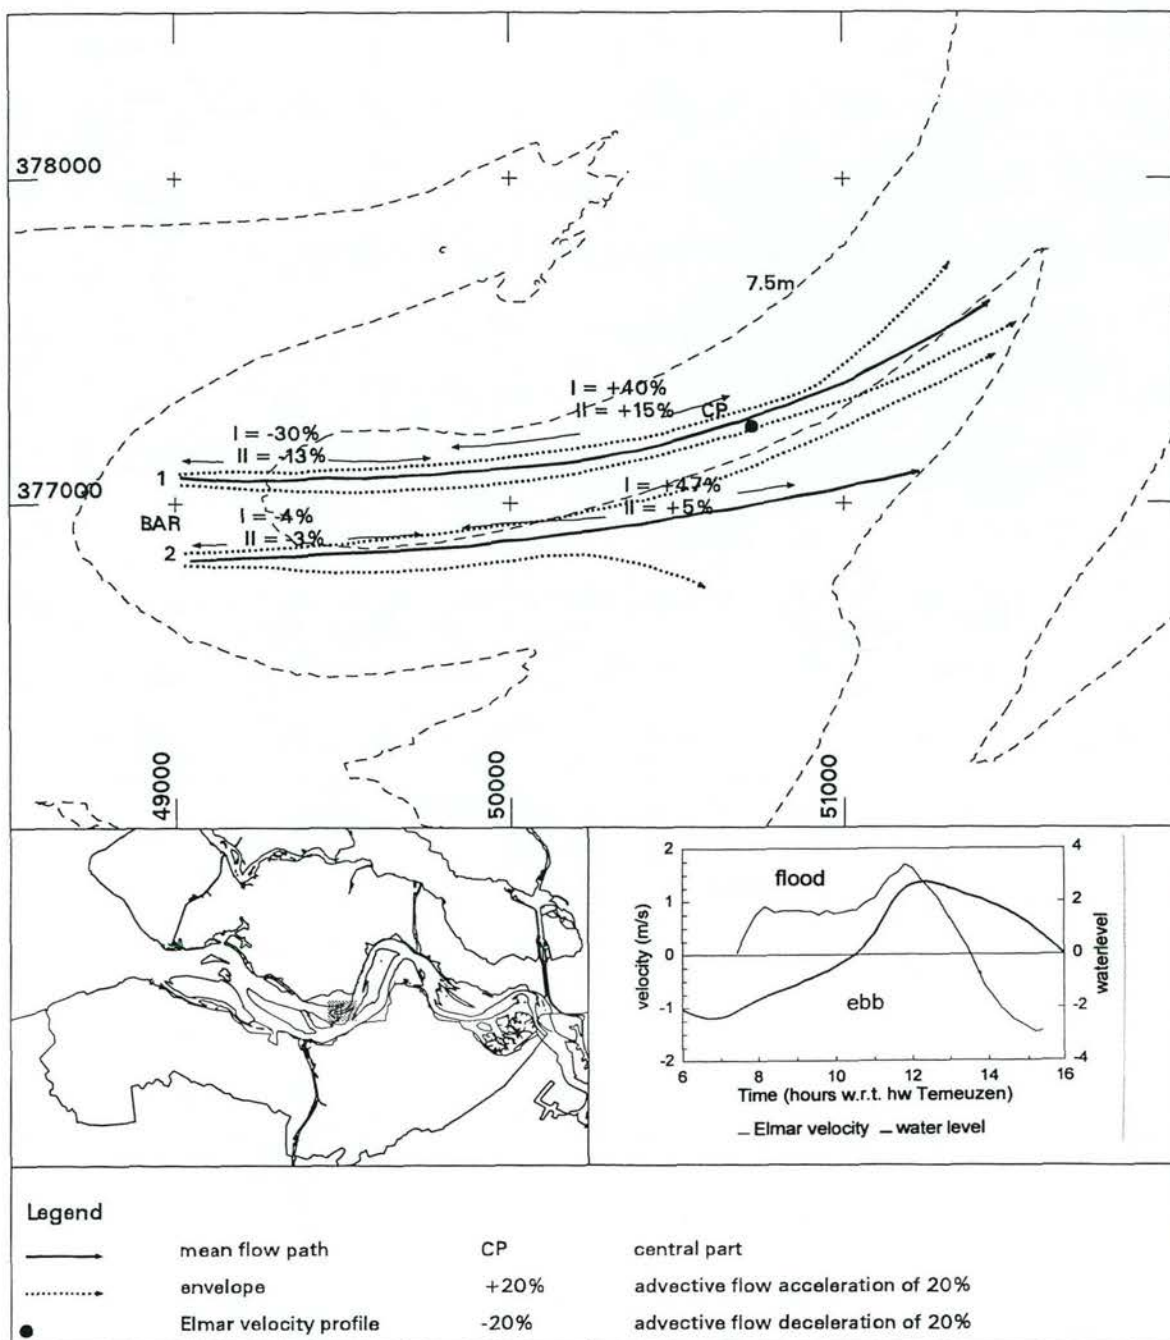 378000
7.5m
I = +40%
II = +15% CP
I = -30%
II = -13%
1
377000
I = +47%
II = +5%
BAR
I = -4%
II = -3%
2
49000
50000
51000
2
1
0
-1
-2
velocity (m/s)
flood
ebb
4
2
0
-2
-4
waterlevel
6 8 10 12 14 16
Time (hours w.r.t. hw Temeuzen)
Elmar velocity water level
Legend
mean flow path CP central part
envelope +20% advective flow acceleration of 20%
Elmar velocity profile -20% advective flow deceleration of 20%